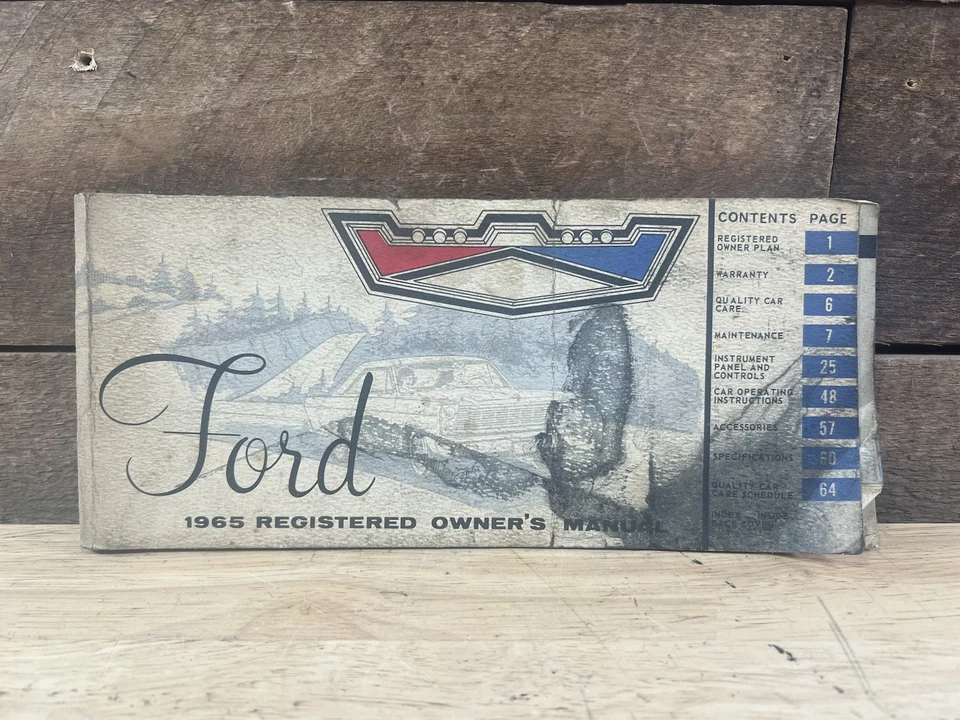 Ford
1965 REGISTERED OWNER'S MANUAL
CONTENTS PAGE
REGISTERED
OWNER PLAN 1
WARRANTY 2
QUALITY CAR
CARE 6
MAINTENANCE 7
INSTRUMENT
PANEL AND
CONTROLS 25
CAR OPERATING
INSTRUCTIONS 48
ACCESSORIES 57
SPECIFICATIONS 60
QUALITY CAR
CARE SCHEDULE 64
INDEX - INSIDE
BACK COVER